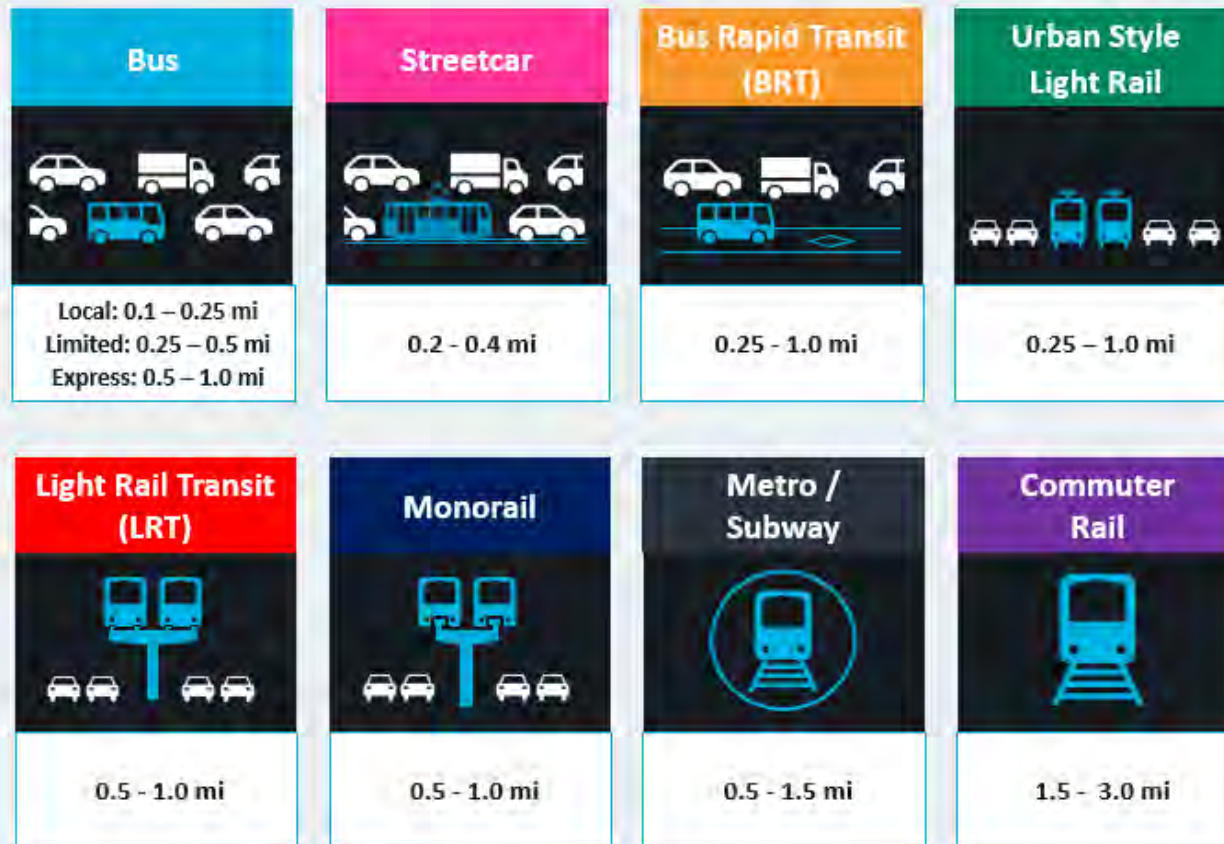 Bus
Streetcar
Bus Rapid Transit
(BRT)
Urban Style
Light Rail
Local: 0.1 – 0.25 mi
Limited: 0.25 – 0.5 mi
Express: 0.5 – 1.0 mi
0.2 - 0.4 mi
0.25 - 1.0 mi
0.25 – 1.0 mi
Light Rail Transit
(LRT)
Monorail
Metro /
Subway
Commuter
Rail
0.5 - 1.0 mi
0.5 - 1.0 mi
0.5 - 1.5 mi
1.5 - 3.0 mi